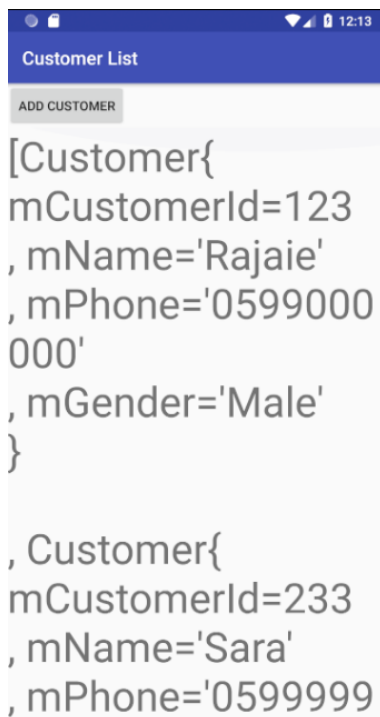 12:13
Customer List
ADD CUSTOMER
[Customer{
mCustomerId=123
, mName='Rajaie'
, mPhone='0599000
000'
, mGender='Male'
}
, Customer{
mCustomerId=233
, mName='Sara'
, mPhone='0599999